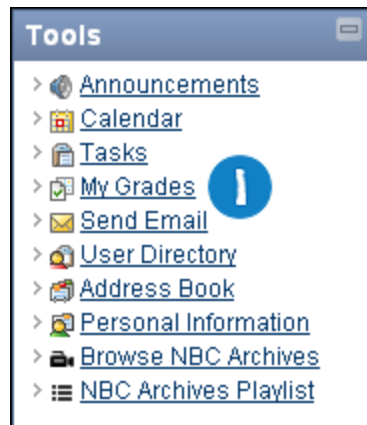 Tools
Announcements
Calendar
Tasks
My Grades
1
Send Email
User Directory
Address Book
Personal Information
Browse NBC Archives
NBC Archives Playlist